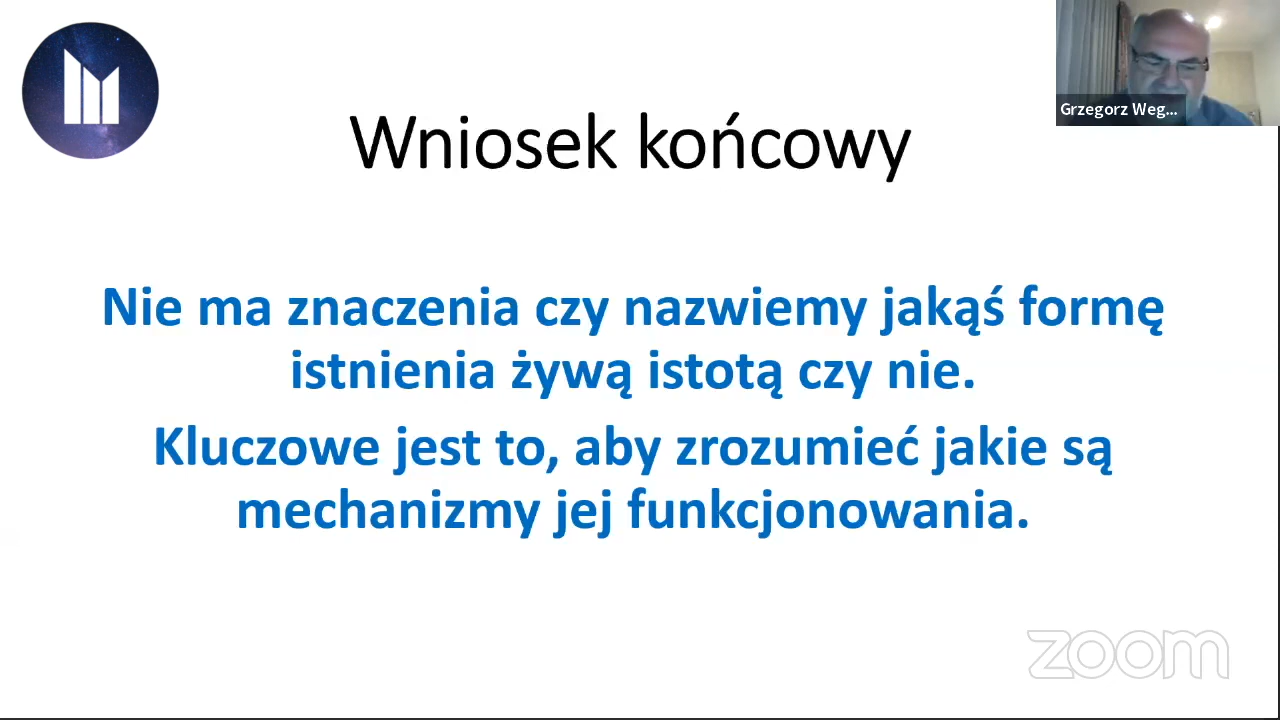 Grzegorz Weg...
Wniosek końcowy
Nie ma znaczenia czy nazwiemy jakąś formę
istnienia żywą istotą czy nie.
Kluczowe jest to, aby zrozumieć jakie są
mechanizmy jej funkcjonowania.
zoom